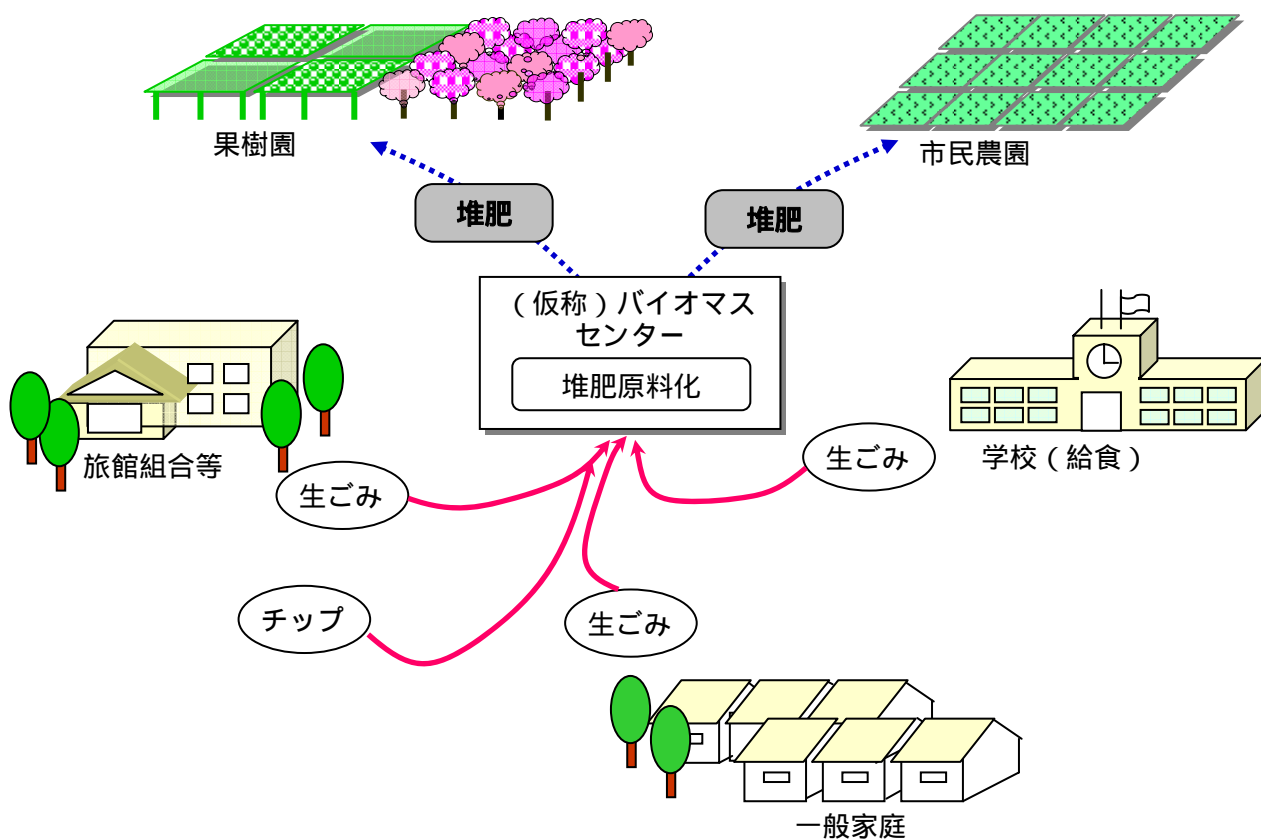 果樹園
市民農園
堆肥
堆肥
（仮称）バイオマス
センター
堆肥原料化
旅館組合等
学校（給食）
生ごみ
生ごみ
チップ
生ごみ
一般家庭